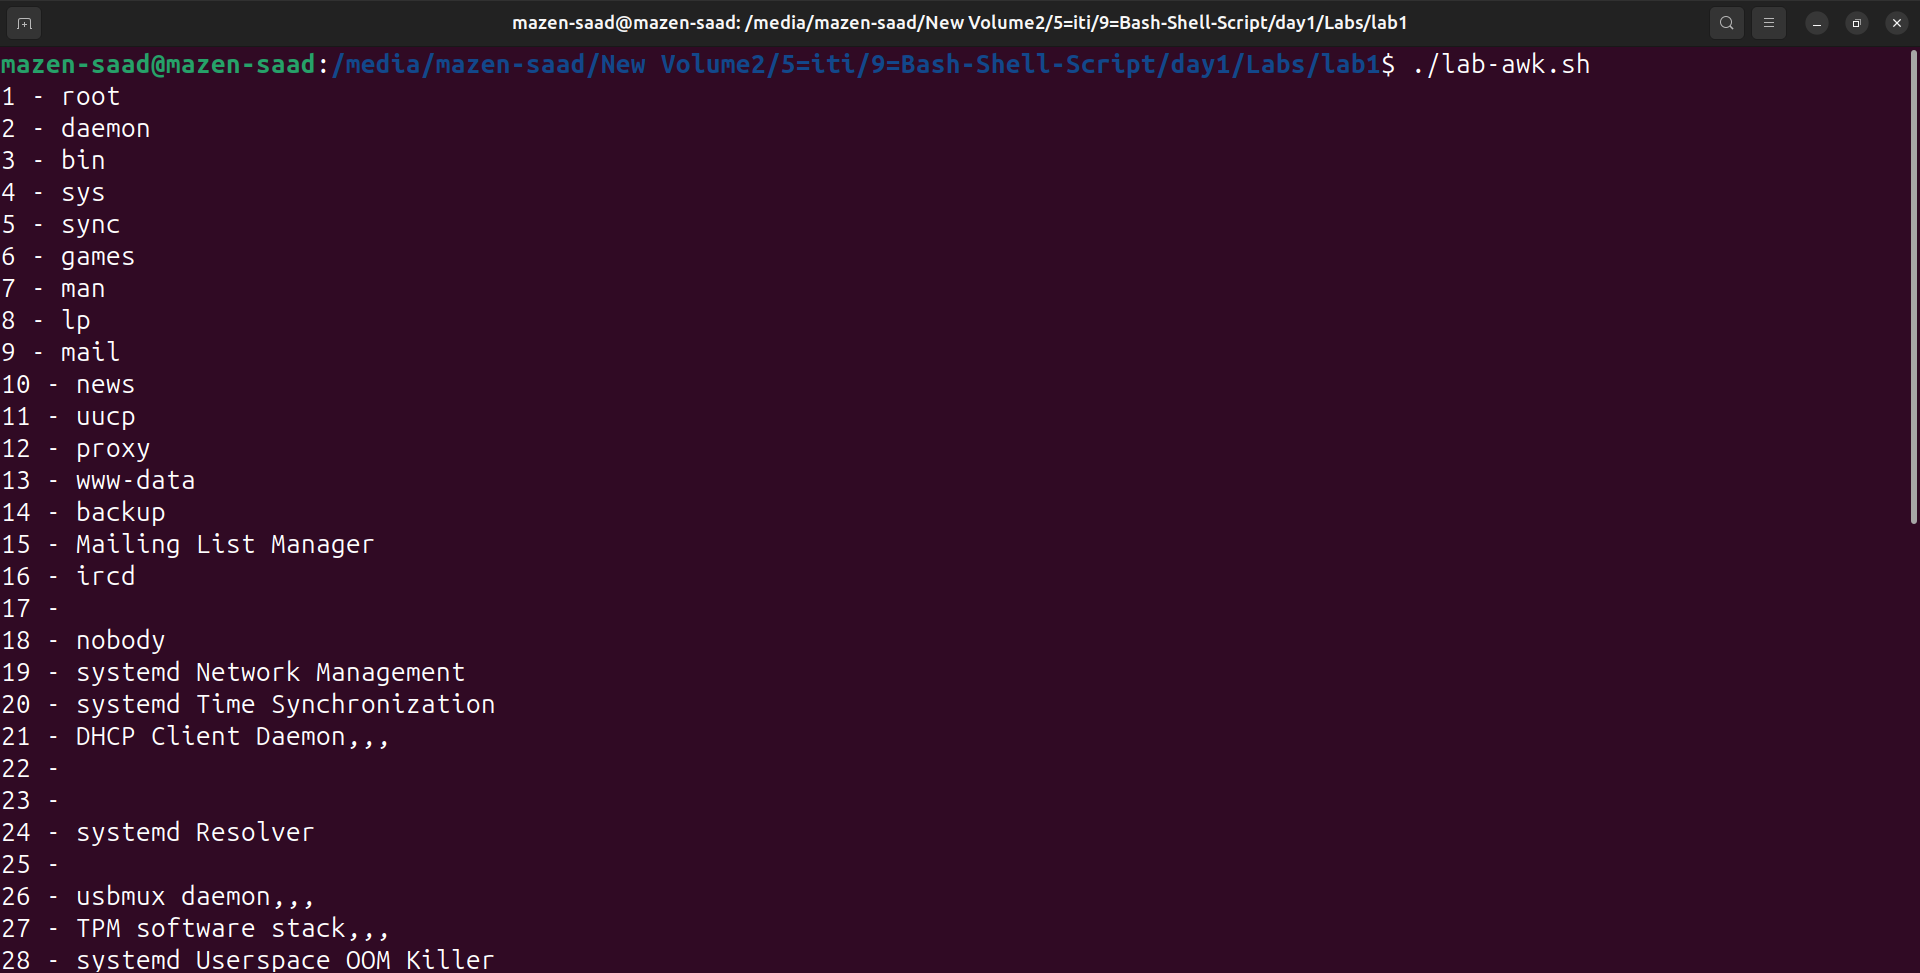 mazen-saad@mazen-saad: /media/mazen-saad/New Volume2/5=iti/9=Bash-Shell-Script/day1/Labs/lab1
mazen-saad@mazen-saad:/media/mazen-saad/New Volume2/5=iti/9=Bash-Shell-Script/day1/Labs/lab1$ ./lab-awk.sh
1 - root
2 - daemon
3 - bin
4 - sys
5 - sync
6 - games
7 - man
8 - lp
9 - mail
10 - news
11 - uucp
12 - proxy
13 - www-data
14 - backup
15 - Mailing List Manager
16 - ircd
17 -
18 - nobody
19 - systemd Network Management
20 - systemd Time Synchronization
21 - DHCP Client Daemon,,,
22 -
23 -
24 - systemd Resolver
25 -
26 - usbmux daemon,,,
27 - TPM software stack,,,
28 - systemd Userspace OOM Killer